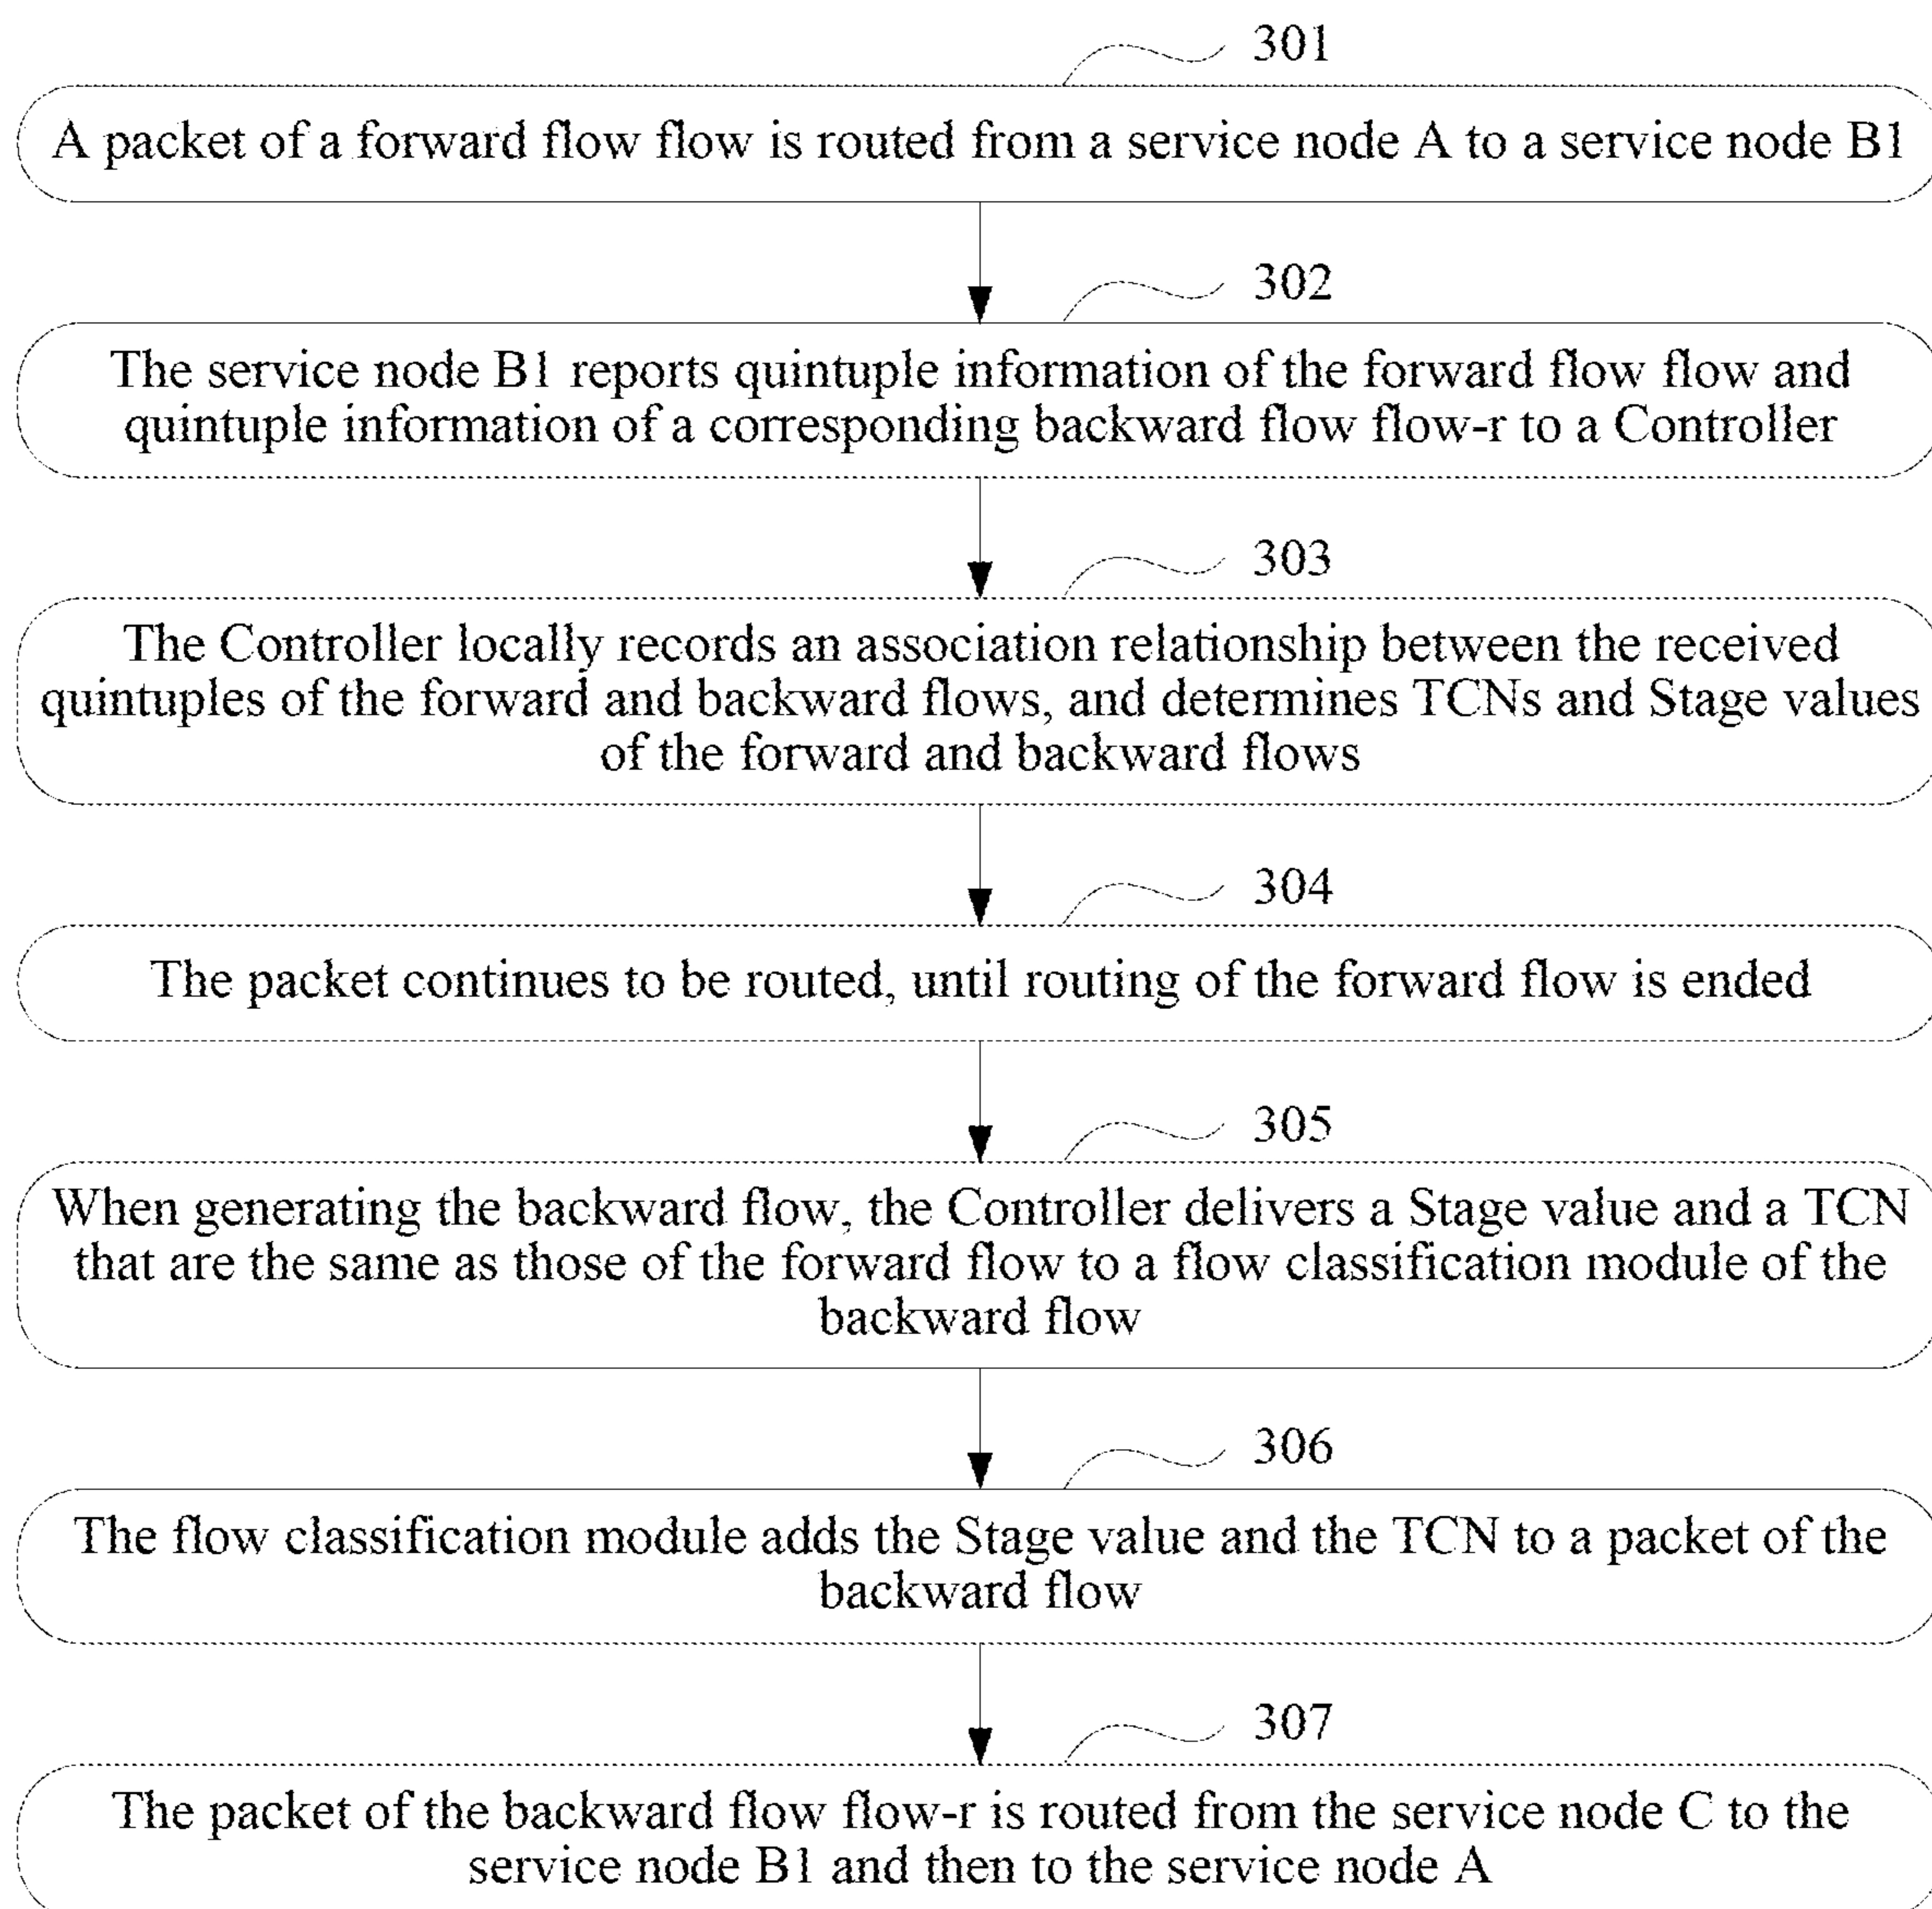 301
A packet of a forward flow flow is routed from a service node A to a service node B1
302
The service node B1 reports quintuple information of the forward flow flow and
quintuple information of a corresponding backward flow flow-r to a Controller
303
The Controller locally records an association relationship between the received
quintuples of the forward and backward flows, and determines TCNs and Stage values
of the forward and backward flows
304
The packet continues to be routed, until routing of the forward flow is ended
305
When generating the backward flow, the Controller delivers a Stage value and a TCN
that are the same as those of the forward flow to a flow classification module of the
backward flow
306
The flow classification module adds the Stage value and the TCN to a packet of the
backward flow
307
The packet of the backward flow flow-r is routed from the service node C to the
service node B1 and then to the service node A